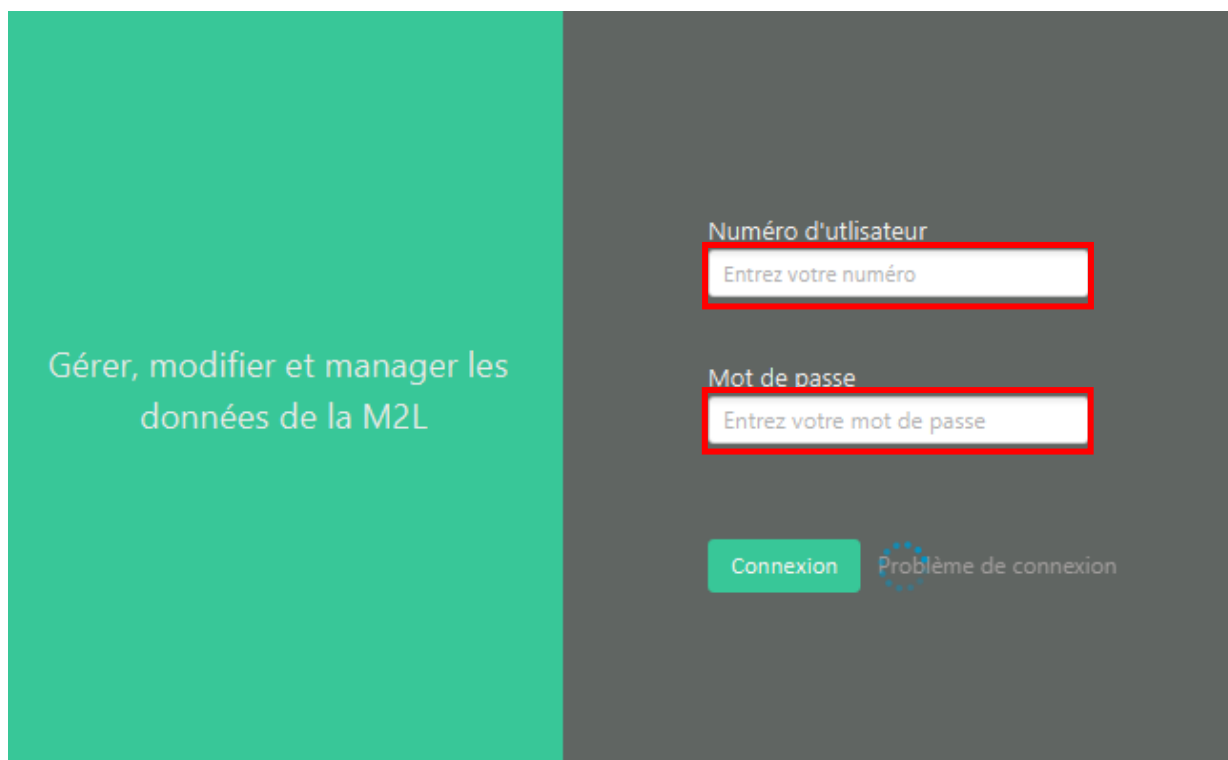 Gérer, modifier et manager les
données de la M2L
Numéro d'utlisateur
Entrez votre numéro
Mot de passe
Entrez votre mot de passe
Connexion
Problème de connexion